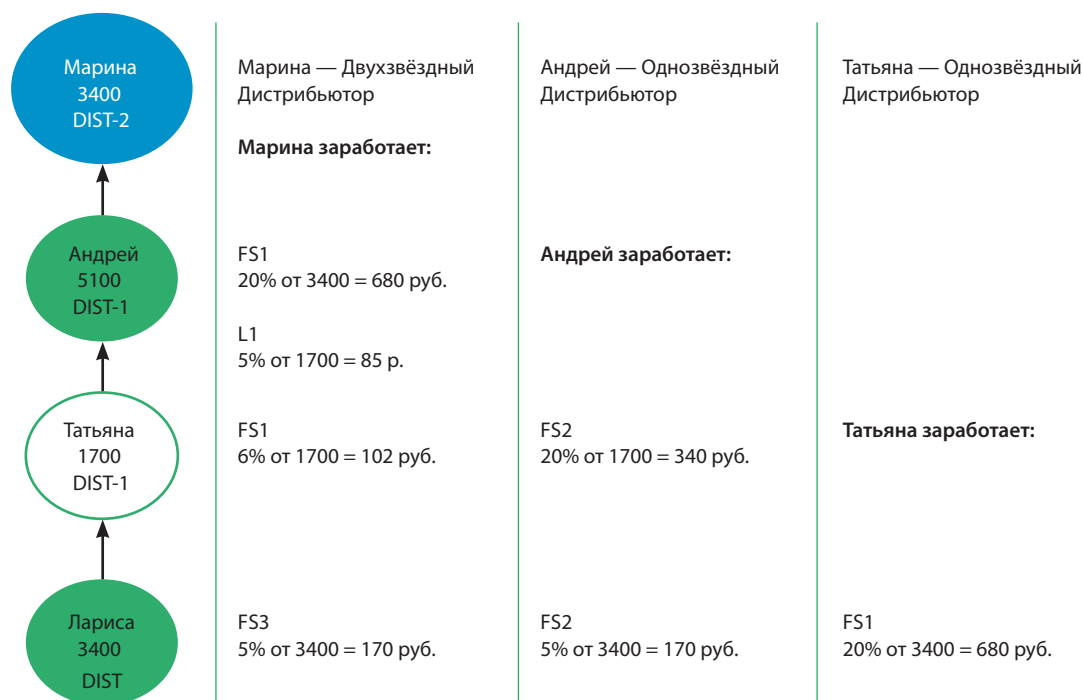 Марина
3400
DIST-2
Андрей
5100
DIST-1
Татьяна
1700
DIST-1
Лариса
3400
DIST
Марина — Двухзвёздный
Дистрибьютор
Марина заработает:
FS1
20% от 3400 = 680 руб.
L1
5% от 1700 = 85 р.
FS1
6% от 1700 = 102 руб.
FS3
5% от 3400 = 170 руб.
Андрей — Однозвёздный
Дистрибьютор
Андрей заработает:
FS2
20% от 1700 = 340 руб.
FS2
5% от 3400 = 170 руб.
Татьяна — Однозвёздный
Дистрибьютор
Татьяна заработает:
FS1
20% от 3400 = 680 руб.